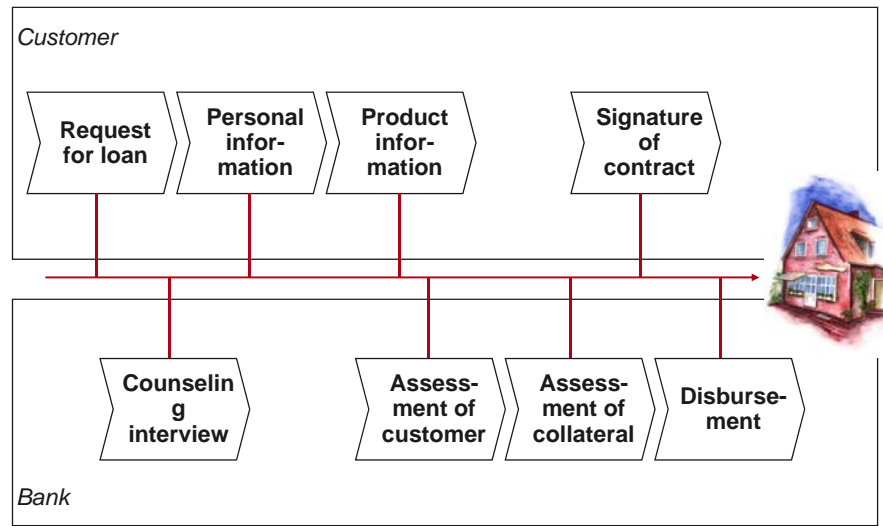 Customer
Request
for loan
Personal
infor-
mation
Product
infor-
mation
Signature
of
contract
Counselin
g
interview
Assess-
ment of
customer
Assess-
ment of
collateral
Disburse-
ment
Bank